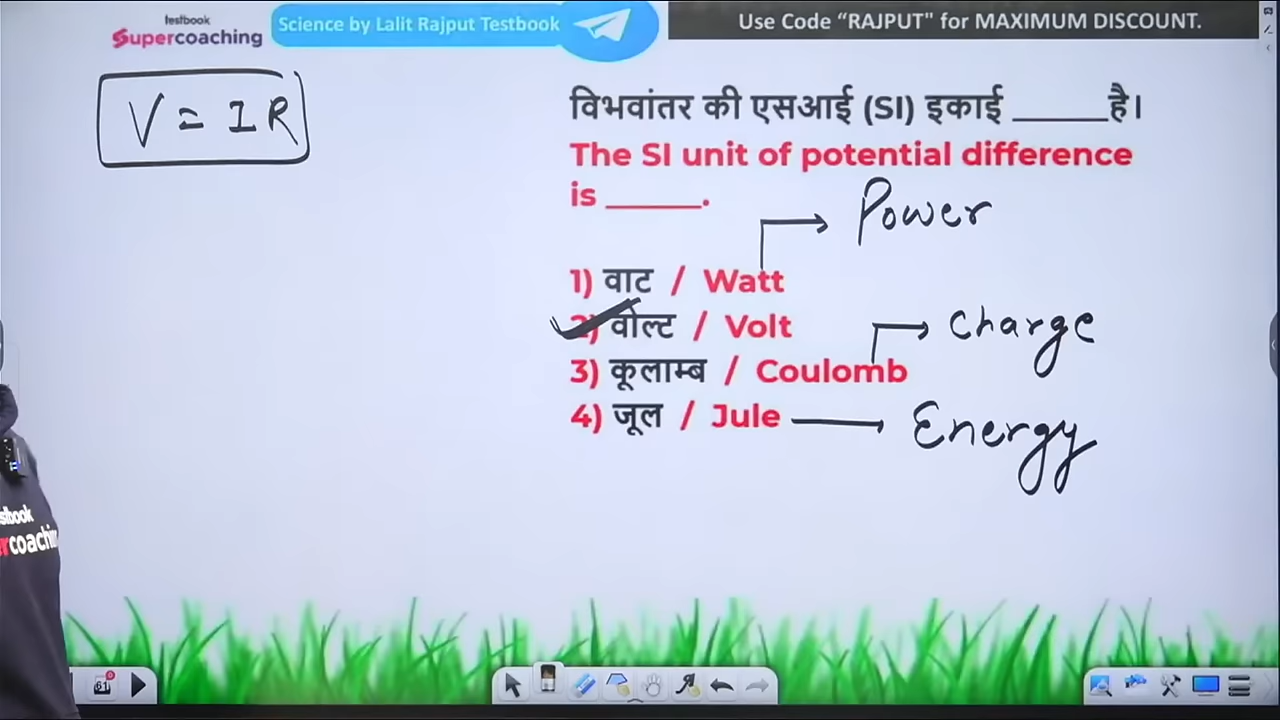 testbook
Supercoaching
Science by Lalit Rajput Testbook
Use Code “RAJPUT" for MAXIMUM DISCOUNT.
V = IR
विभवांतर की एसआई (SI) इकाई ______है।
The SI unit of potential difference
is ______.
Power
1) वाट / Watt
2) वोल्ट / Volt
Charge
3) कूलाम्ब / Coulomb
4) जूल / Jule
Energy
61